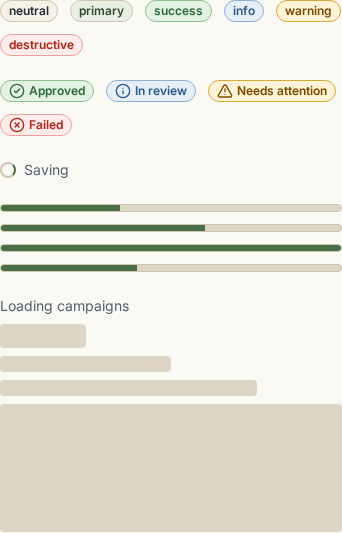 neutral primary success info warning
destructive
Approved In review Needs attention
Failed
Saving
Loading campaigns